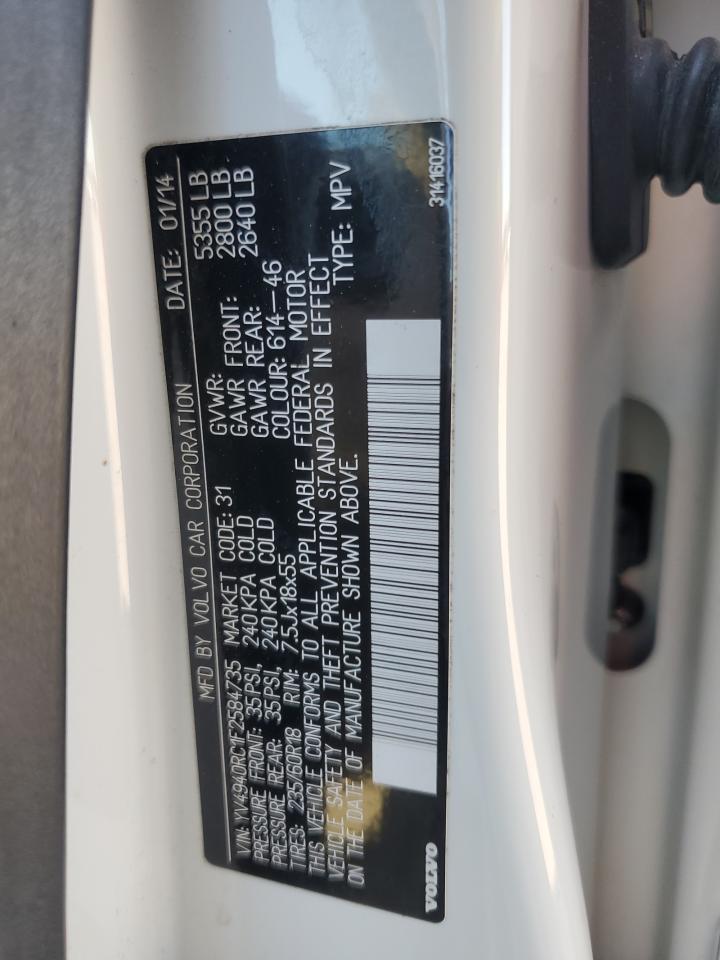 MFD BY VOLVO CAR CORPORATION DATE: 01/14
VIN: YV4940RC1F2584735 MARKET CODE: 31 GVWR: 5355 LB
PRESSURE FRONT: 35PSI, 240KPA COLD GAWR FRONT: 2800 LB
PRESSURE REAR: 35PSI, 240KPA COLD GAWR REAR: 2640 LB
TIRES: 235/60R18 RIM: 7.5Jx18x55 COLOUR: 614-46
THIS VEHICLE CONFORMS TO ALL APPLICABLE FEDERAL MOTOR
VEHICLE SAFETY AND THEFT PREVENTION STANDARDS IN EFFECT
ON THE DATE OF MANUFACTURE SHOWN ABOVE. TYPE: MPV
VOLVO 31416037